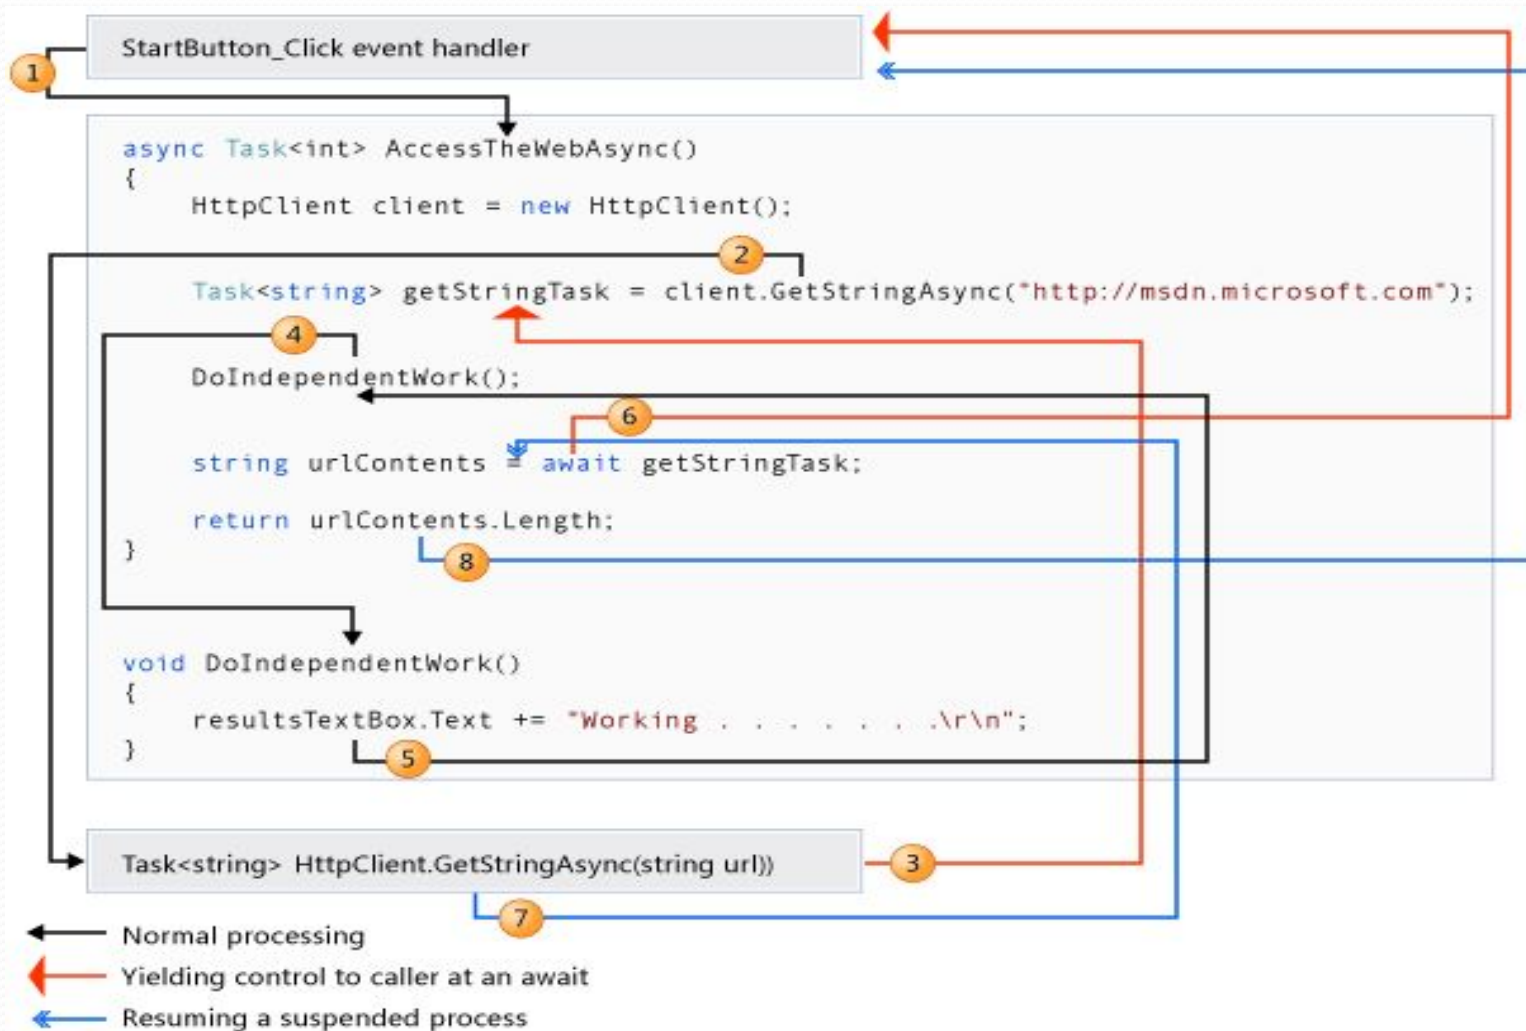 StartButton_Click event handler
1
async Task<int> AccessTheWebAsync()
{
HttpClient client = new HttpClient();
2
Task<string> getStringTask = client.GetStringAsync("http://msdn.microsoft.com");
4
DoIndependentWork();
6
string urlContents = await getStringTask;
return urlContents.Length;
}
8
void DoIndependentWork()
{
resultsTextBox.Text += "Working . . . . . . .\r\n";
}
5
Task<string> HttpClient.GetStringAsync(string url))
3
7
Normal processing
Yielding control to caller at an await
Resuming a suspended process